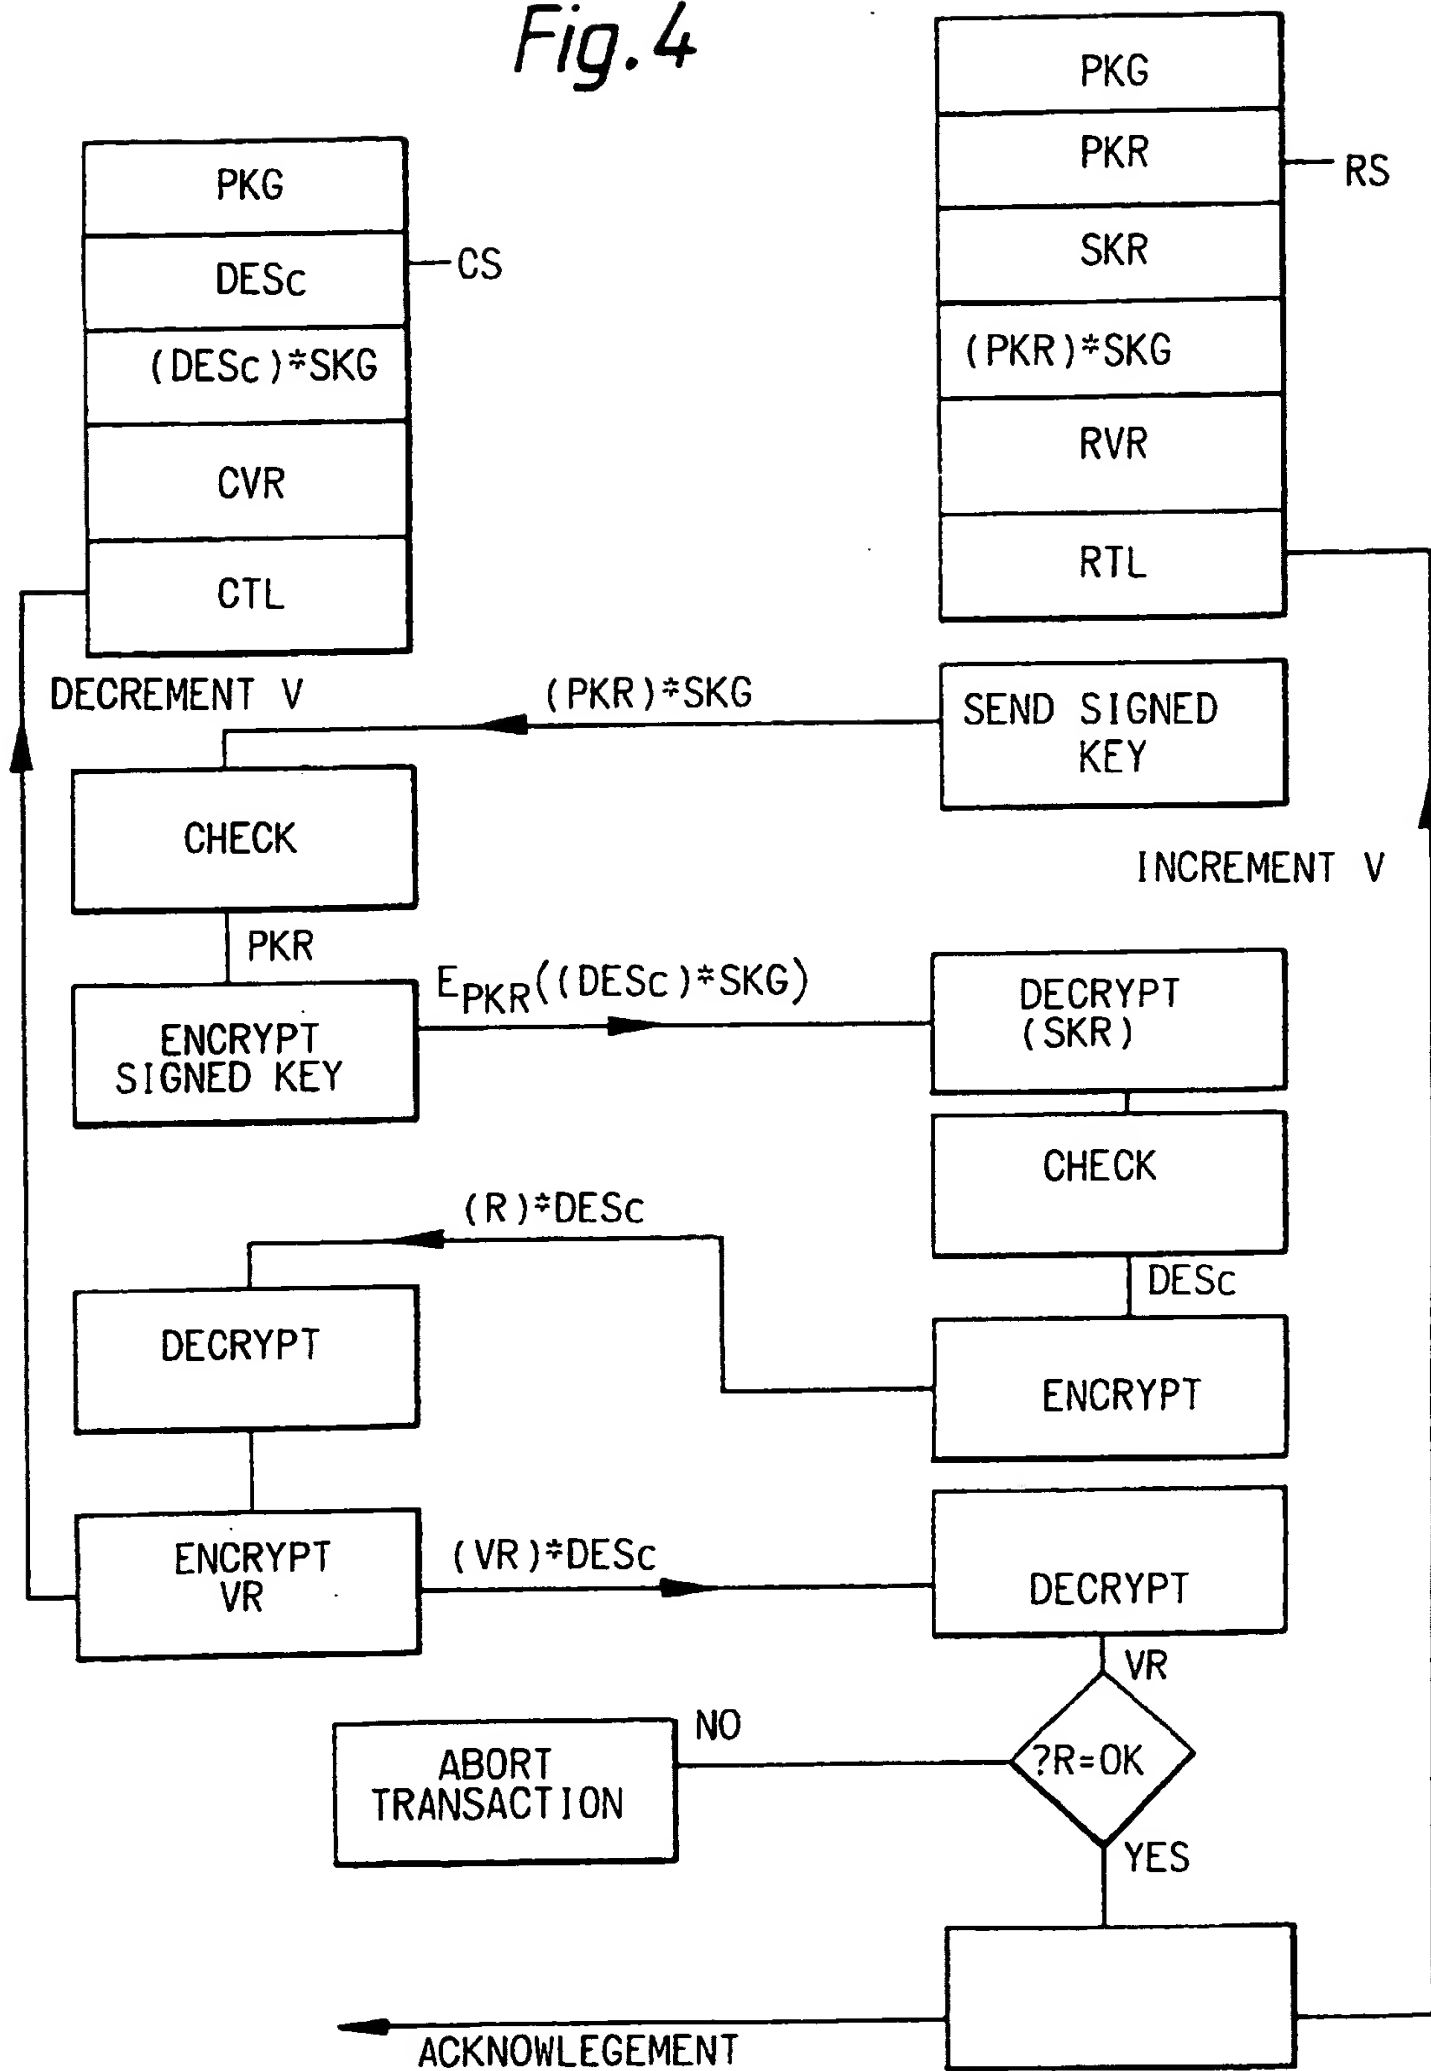 Fig.4
PKG
PKR
RS
SKR
(PKR)*SKG
RVR
RTL
PKG
DESc
CS
(DESc)*SKG
CVR
CTL
DECREMENT V
(PKR)*SKG
SEND SIGNED
KEY
CHECK
INCREMENT V
PKR
ENCRYPT
SIGNED KEY
EPKR((DESc)*SKG)
DECRYPT
(SKR)
CHECK
DESc
(R)*DESc
DECRYPT
ENCRYPT
ENCRYPT
VR
(VR)*DESc
DECRYPT
VR
?R=OK
NO
ABORT
TRANSACTION
YES
ACKNOWLEGEMENT